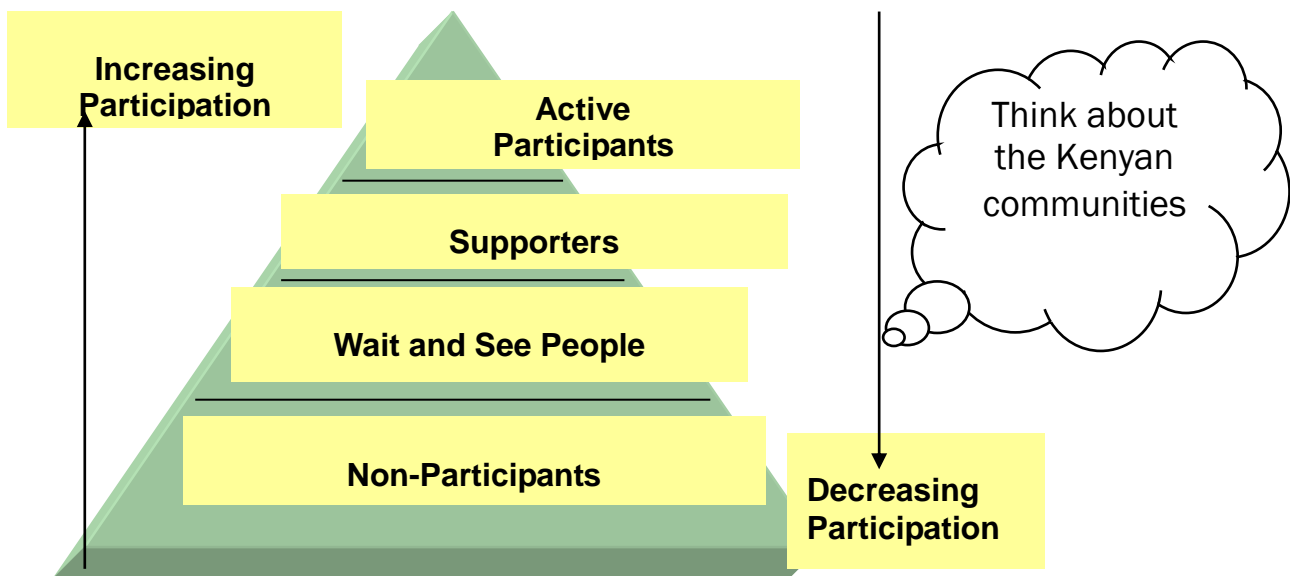 Increasing
Participation
Active
Participants
Supporters
Wait and See People
Non-Participants
Decreasing
Participation
Think about
the Kenyan
communities